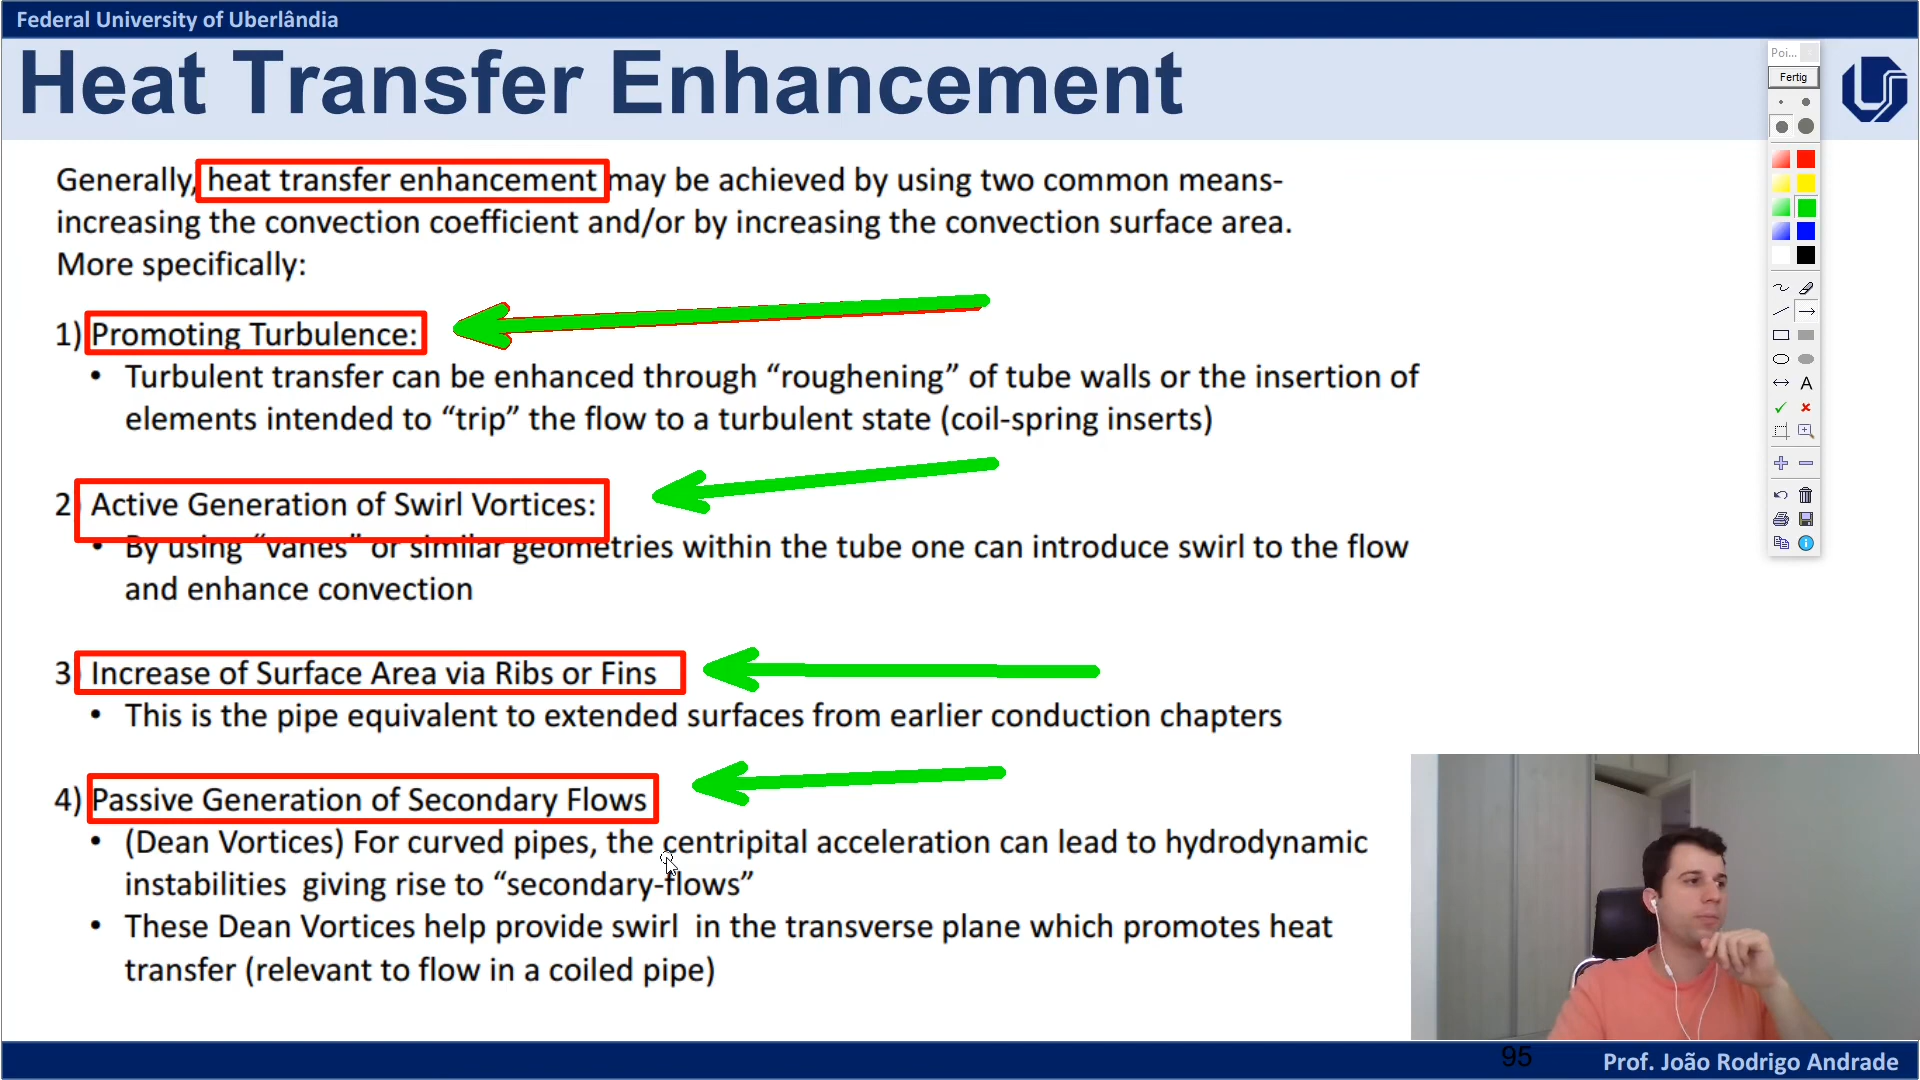 Federal University of Uberlândia
Heat Transfer Enhancement
Poi...
Fertig
Generally, heat transfer enhancement may be achieved by using two common means-
increasing the convection coefficient and/or by increasing the convection surface area.
More specifically:
1) Promoting Turbulence:
• Turbulent transfer can be enhanced through “roughening” of tube walls or the insertion of
elements intended to “trip” the flow to a turbulent state (coil-spring inserts)
2 Active Generation of Swirl Vortices:
• By using “vanes” or similar geometries within the tube one can introduce swirl to the flow
and enhance convection
3 Increase of Surface Area via Ribs or Fins
• This is the pipe equivalent to extended surfaces from earlier conduction chapters
4) Passive Generation of Secondary Flows
• (Dean Vortices) For curved pipes, the centripital acceleration can lead to hydrodynamic
instabilities giving rise to “secondary-flows”
• These Dean Vortices help provide swirl in the transverse plane which promotes heat
transfer (relevant to flow in a coiled pipe)
A
95
Prof. João Rodrigo Andrade